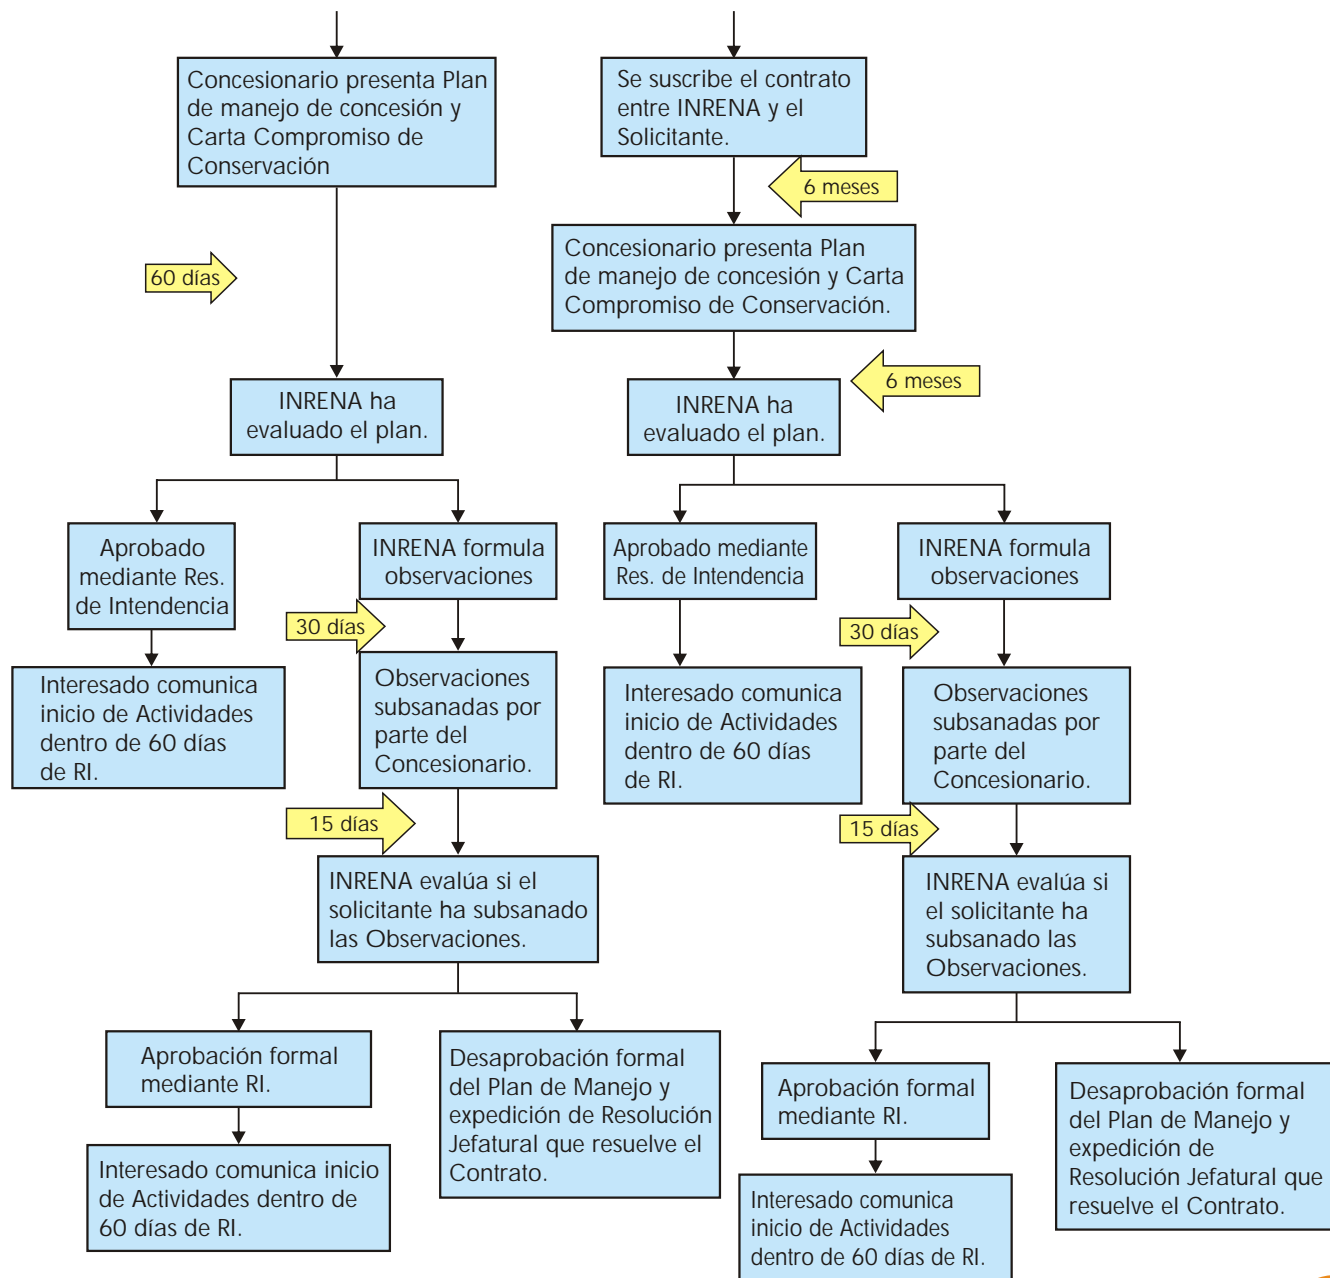 Concesionario presenta Plan
de manejo de concesión y
Carta Compromiso de
Conservación
60 días
INRENA ha
evaluado el plan.
Aprobado
mediante Res.
de Intendencia
Interesado comunica
inicio de Actividades
dentro de 60 días
de RI.
INRENA formula
observaciones
30 días
Observaciones
subsanadas por
parte del
Concesionario.
15 días
INRENA evalúa si el
solicitante ha subsanado
las Observaciones.
Aprobación formal
mediante RI.
Interesado comunica inicio
de Actividades dentro de
60 días de RI.
Desaprobación formal
del Plan de Manejo y
expedición de Resolución
Jefatural que resuelve el
Contrato.
Se suscribe el contrato
entre INRENA y el
Solicitante.
6 meses
Concesionario presenta Plan
de manejo de concesión y Carta
Compromiso de Conservación.
6 meses
INRENA ha
evaluado el plan.
Aprobado mediante
Res. de Intendencia
Interesado comunica
inicio de Actividades
dentro de 60 días
de RI.
INRENA formula
observaciones
30 días
Observaciones
subsanadas por
parte del
Concesionario.
15 días
INRENA evalúa si
el solicitante ha
subsanado las
Observaciones.
Aprobación formal
mediante RI.
Interesado comunica
inicio de Actividades
dentro de 60 días de RI.
Desaprobación formal
del Plan de Manejo y
expedición de
Resolución Jefatural que
resuelve el Contrato.